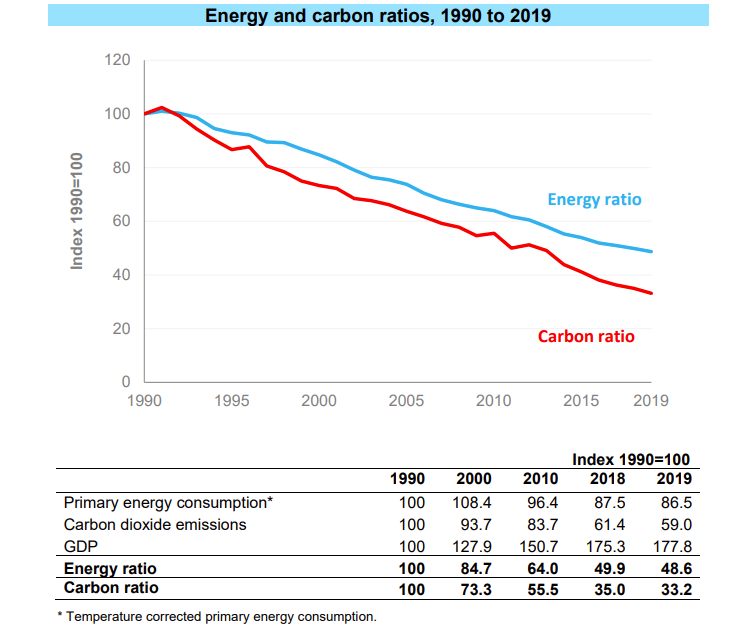 Energy and carbon ratios, 1990 to 2019
120
100
80
60
40
20
0
Index 1990=100
Energy ratio
Carbon ratio
1990 1995 2000 2005 2010 2015 2019
Index 1990=100
1990 2000 2010 2018 2019
Primary energy consumption* 100 108.4 96.4 87.5 86.5
Carbon dioxide emissions 100 93.7 83.7 61.4 59.0
GDP 100 127.9 150.7 175.3 177.8
Energy ratio 100 84.7 64.0 49.9 48.6
Carbon ratio 100 73.3 55.5 35.0 33.2
* Temperature corrected primary energy consumption.